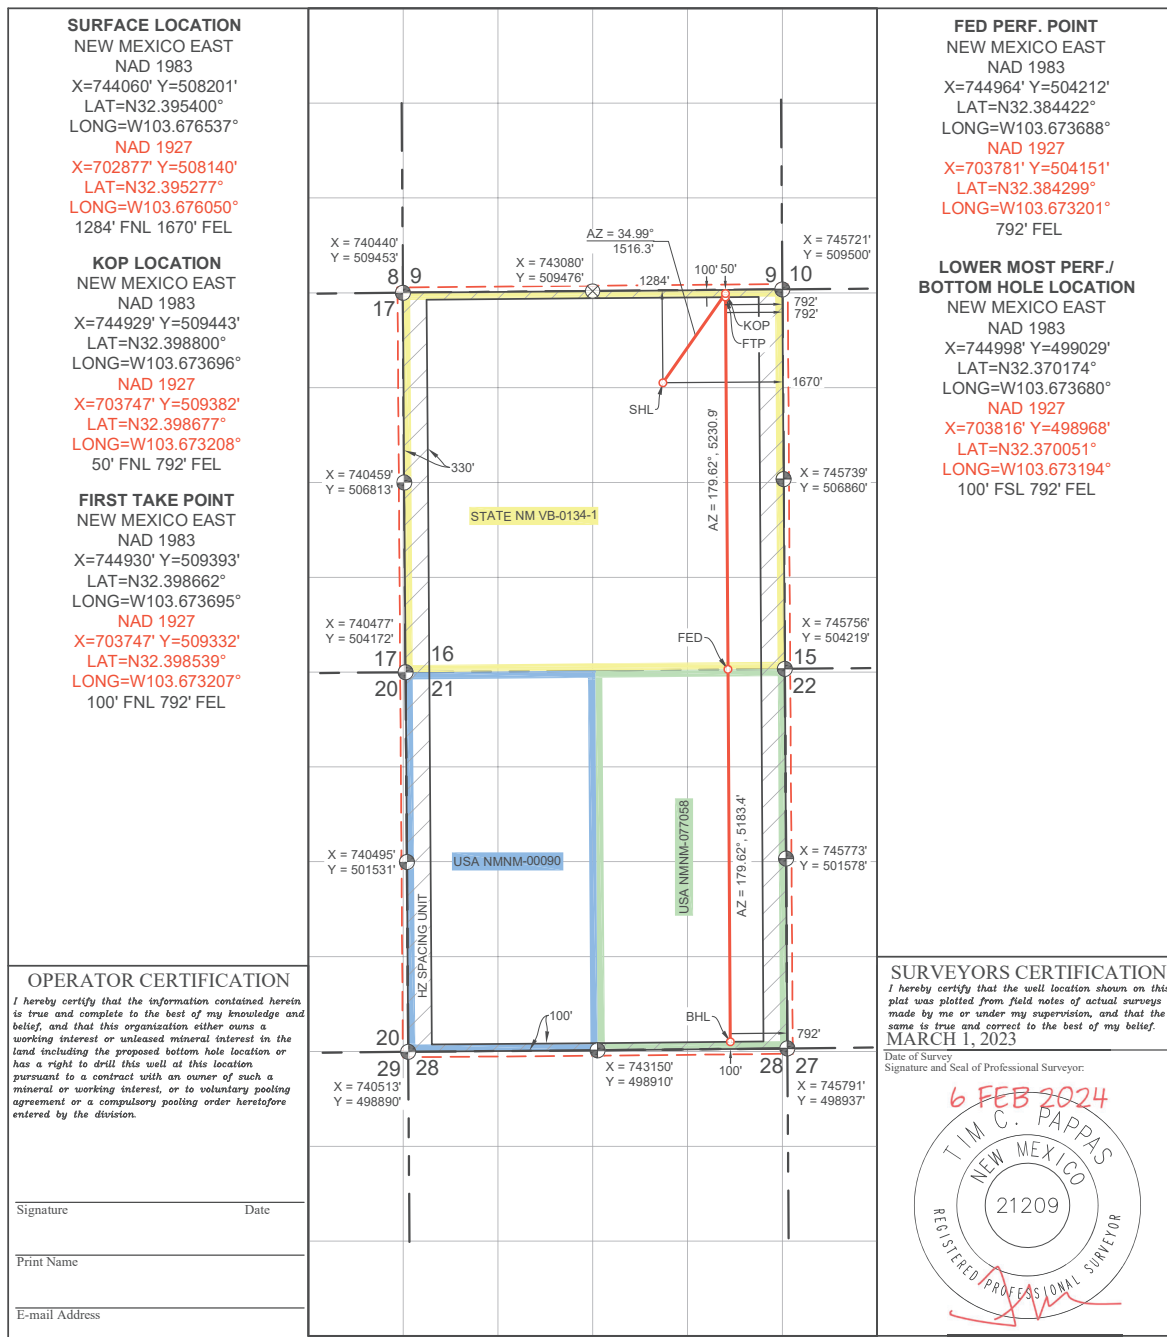 SURFACE LOCATION
NEW MEXICO EAST
NAD 1983
X=744060' Y=508201'
LAT=N32.395400°
LONG=W103.676537°
NAD 1927
X=702877' Y=508140'
LAT=N32.395277°
LONG=W103.676050°
1284' FNL 1670' FEL
KOP LOCATION
NEW MEXICO EAST
NAD 1983
X=744929' Y=509443'
LAT=N32.398800°
LONG=W103.673696°
NAD 1927
X=703747' Y=509382'
LAT=N32.398677°
LONG=W103.673208°
50' FNL 792' FEL
FIRST TAKE POINT
NEW MEXICO EAST
NAD 1983
X=744930' Y=509393'
LAT=N32.398662°
LONG=W103.673695°
NAD 1927
X=703747' Y=509332'
LAT=N32.398539°
LONG=W103.673207°
100' FNL 792' FEL
OPERATOR CERTIFICATION
I hereby certify that the information contained herein
is true and complete to the best of my knowledge and
belief, and that this organization either owns a
working interest or unleased mineral interest in the
land including the proposed bottom hole location or
has a right to drill this well at this location
pursuant to a contract with an owner of such a
mineral or working interest, or to voluntary pooling
agreement or a compulsory pooling order heretofore
entered by the division.
Signature Date
Print Name
E-mail Address
AZ = 34.99°
1516.3'
X = 740440'
Y = 509453'
X = 743080'
Y = 509476'
X = 745721'
Y = 509500'
1284'
100' 50'
8 9
9 10
17
792'
792'
KOP
FTP
1670'
SHL
330'
AZ = 179.62°, 5230.9'
X = 740459'
Y = 506813'
X = 745739'
Y = 506860'
STATE NM VB-0134-1
X = 740477'
Y = 504172'
X = 745756'
Y = 504219'
FED
17 16
15
20 21
22
USA NMNM-00090
USA NMNM-077058
AZ = 179.62°, 5183.4'
X = 740495'
Y = 501531'
X = 745773'
Y = 501578'
HZ SPACING UNIT
100'
BHL
792'
20
29 28
28 27
100'
X = 740513'
Y = 498890'
X = 743150'
Y = 498910'
X = 745791'
Y = 498937'
FED PERF. POINT
NEW MEXICO EAST
NAD 1983
X=744964' Y=504212'
LAT=N32.384422°
LONG=W103.673688°
NAD 1927
X=703781' Y=504151'
LAT=N32.384299°
LONG=W103.673201°
792' FEL
LOWER MOST PERF./
BOTTOM HOLE LOCATION
NEW MEXICO EAST
NAD 1983
X=744998' Y=499029'
LAT=N32.370174°
LONG=W103.673680°
NAD 1927
X=703816' Y=498968'
LAT=N32.370051°
LONG=W103.673194°
100' FSL 792' FEL
SURVEYORS CERTIFICATION
I hereby certify that the well location shown on this
plat was plotted from field notes of actual surveys
made by me or under my supervision, and that the
same is true and correct to the best of my belief.
MARCH 1, 2023
Date of Survey
Signature and Seal of Professional Surveyor:
6 FEB 2024
TIM C. PAPPAS
NEW MEXICO
21209
REGISTERED PROFESSIONAL SURVEYOR